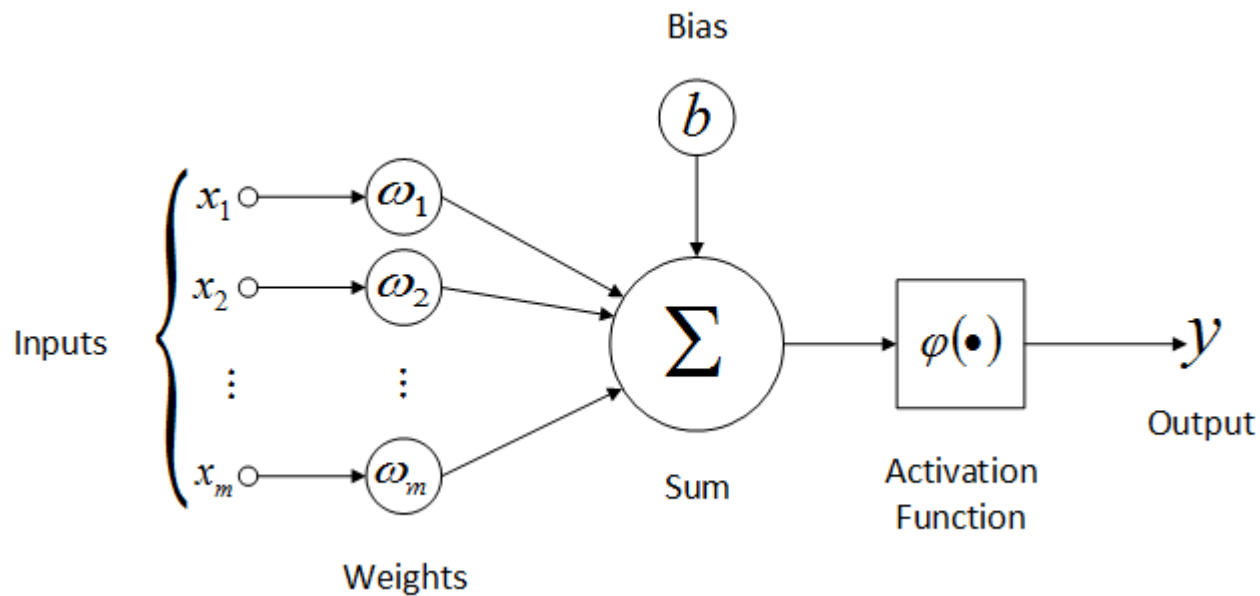 Bias
b
x₁ ω₁
x₂ ω₂
Inputs
⋮ ⋮
Σ
φ(•)
y
Output
xₘ ωₘ
Sum
Activation
Function
Weights